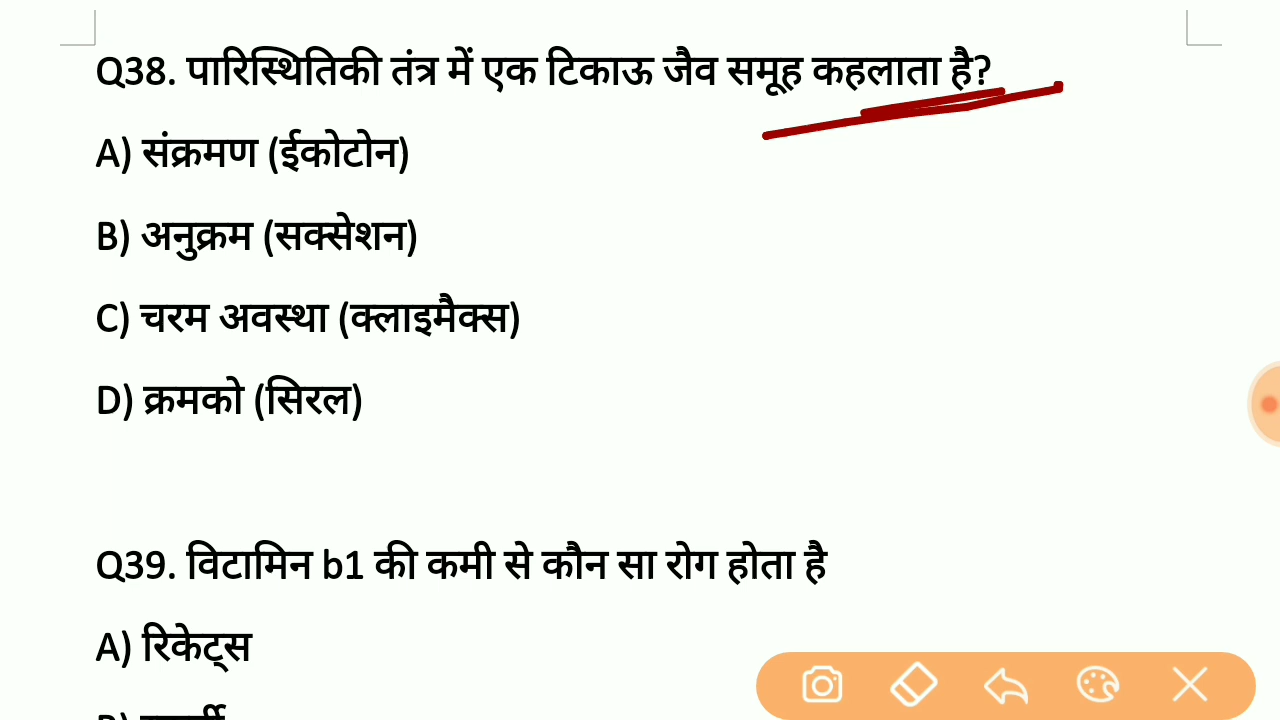 Q38. पारिस्थितिकी तंत्र में एक टिकाऊ जैव समूह कहलाता है?
A) संक्रमण (ईकोटोन)
B) अनुक्रम (सक्सेशन)
C) चरम अवस्था (क्लाइमैक्स)
D) क्रमको (सिरल)
Q39. विटामिन b1 की कमी से कौन सा रोग होता है
A) रिकेट्स